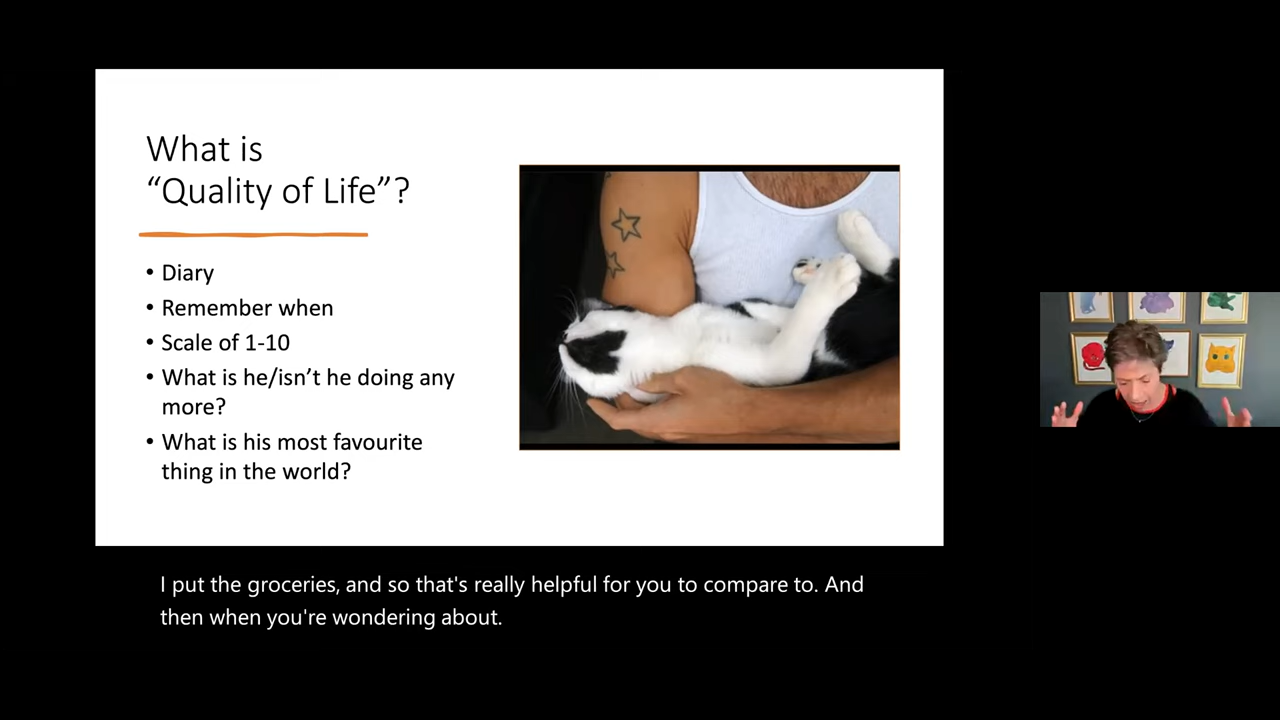 What is
“Quality of Life”?
• Diary
• Remember when
• Scale of 1-10
• What is he/isn’t he doing any
more?
• What is his most favourite
thing in the world?
I put the groceries, and so that's really helpful for you to compare to. And
then when you're wondering about.